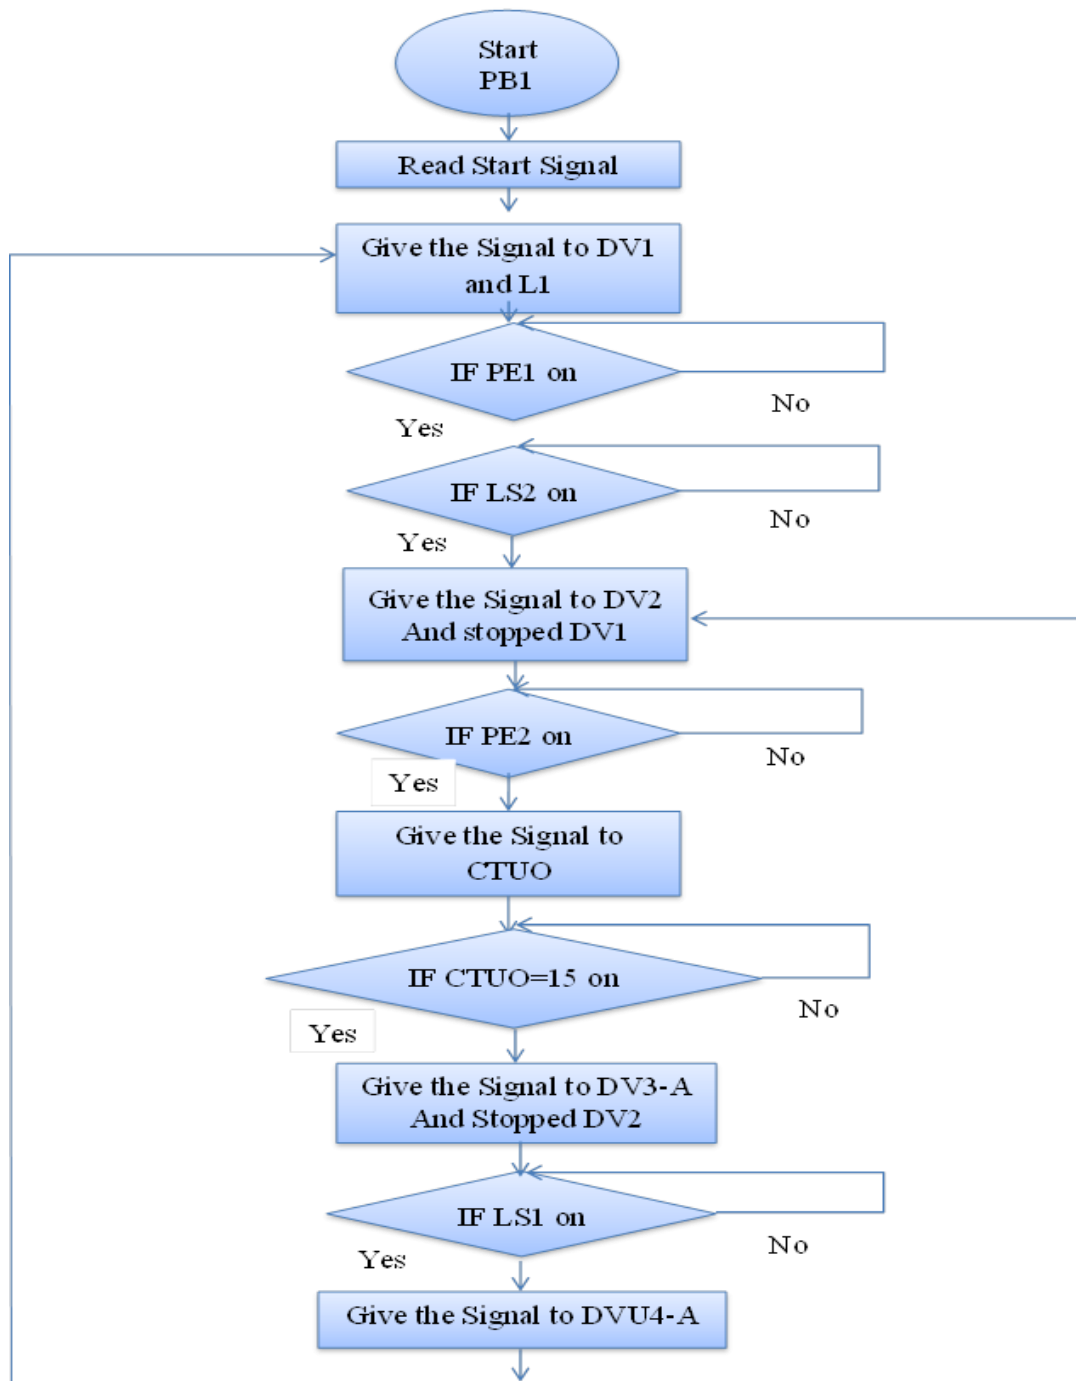 Start
PB1
Read Start Signal
Give the Signal to DV1
and L1
IF PE1 on
No
Yes
IF LS2 on
No
Yes
Give the Signal to DV2
And stopped DV1
IF PE2 on
No
Yes
Give the Signal to
CTUO
IF CTUO=15 on
No
Yes
Give the Signal to DV3-A
And Stopped DV2
IF LS1 on
No
Yes
Give the Signal to DVU4-A